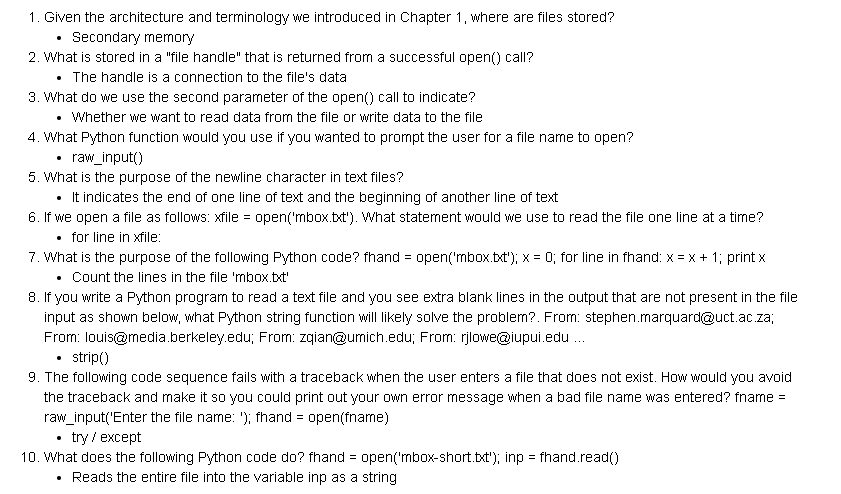 1. Given the architecture and terminology we introduced in Chapter 1, where are files stored?
• Secondary memory
2. What is stored in a "file handle" that is returned from a successful open() call?
• The handle is a connection to the file's data
3. What do we use the second parameter of the open() call to indicate?
• Whether we want to read data from the file or write data to the file
4. What Python function would you use if you wanted to prompt the user for a file name to open?
• raw_input()
5. What is the purpose of the newline character in text files?
• It indicates the end of one line of text and the beginning of another line of text
6. If we open a file as follows: xfile = open('mbox.txt'). What statement would we use to read the file one line at a time?
• for line in xfile:
7. What is the purpose of the following Python code? fhand = open('mbox.txt'); x = 0; for line in fhand: x = x + 1; print x
• Count the lines in the file 'mbox.txt'
8. If you write a Python program to read a text file and you see extra blank lines in the output that are not present in the file
input as shown below, what Python string function will likely solve the problem?. From: stephen.marquard@uct.ac.za;
From: louis@media.berkeley.edu; From: zqian@umich.edu; From: rjlowe@iupui.edu ...
• strip()
9. The following code sequence fails with a traceback when the user enters a file that does not exist. How would you avoid
the traceback and make it so you could print out your own error message when a bad file name was entered? fname =
raw_input('Enter the file name: '); fhand = open(fname)
• try / except
10. What does the following Python code do? fhand = open('mbox-short.txt'); inp = fhand.read()
• Reads the entire file into the variable inp as a string